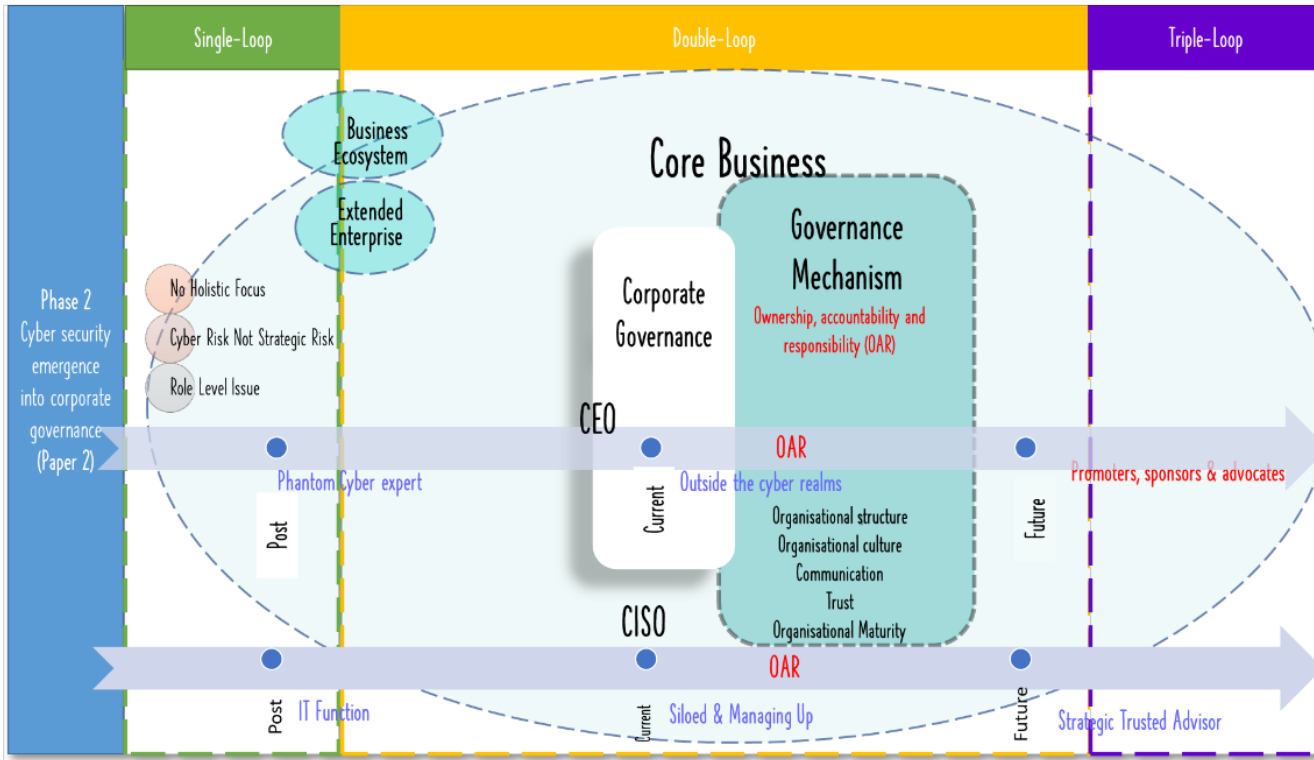 Single-Loop
Double-Loop
Triple-Loop
Phase 2
Cyber security
emergence
into corporate
governance
(Paper 2)
Business
Ecosystem
Extended
Enterprise
No Holistic Focus
Cyber Risk Not Strategic Risk
Role Level Issue
Core Business
Corporate
Governance
Governance
Mechanism
Ownership, accountability and
responsibility (OAR)
CEO
OAR
Phantom Cyber expert
Outside the cyber realms
Promoters, sponsors & advocates
Post
Current
Future
Organisational structure
Organisational culture
Communication
Trust
Organisational Maturity
CISO
OAR
Post
IT Function
Current
Siloed & Managing Up
Future
Strategic Trusted Advisor